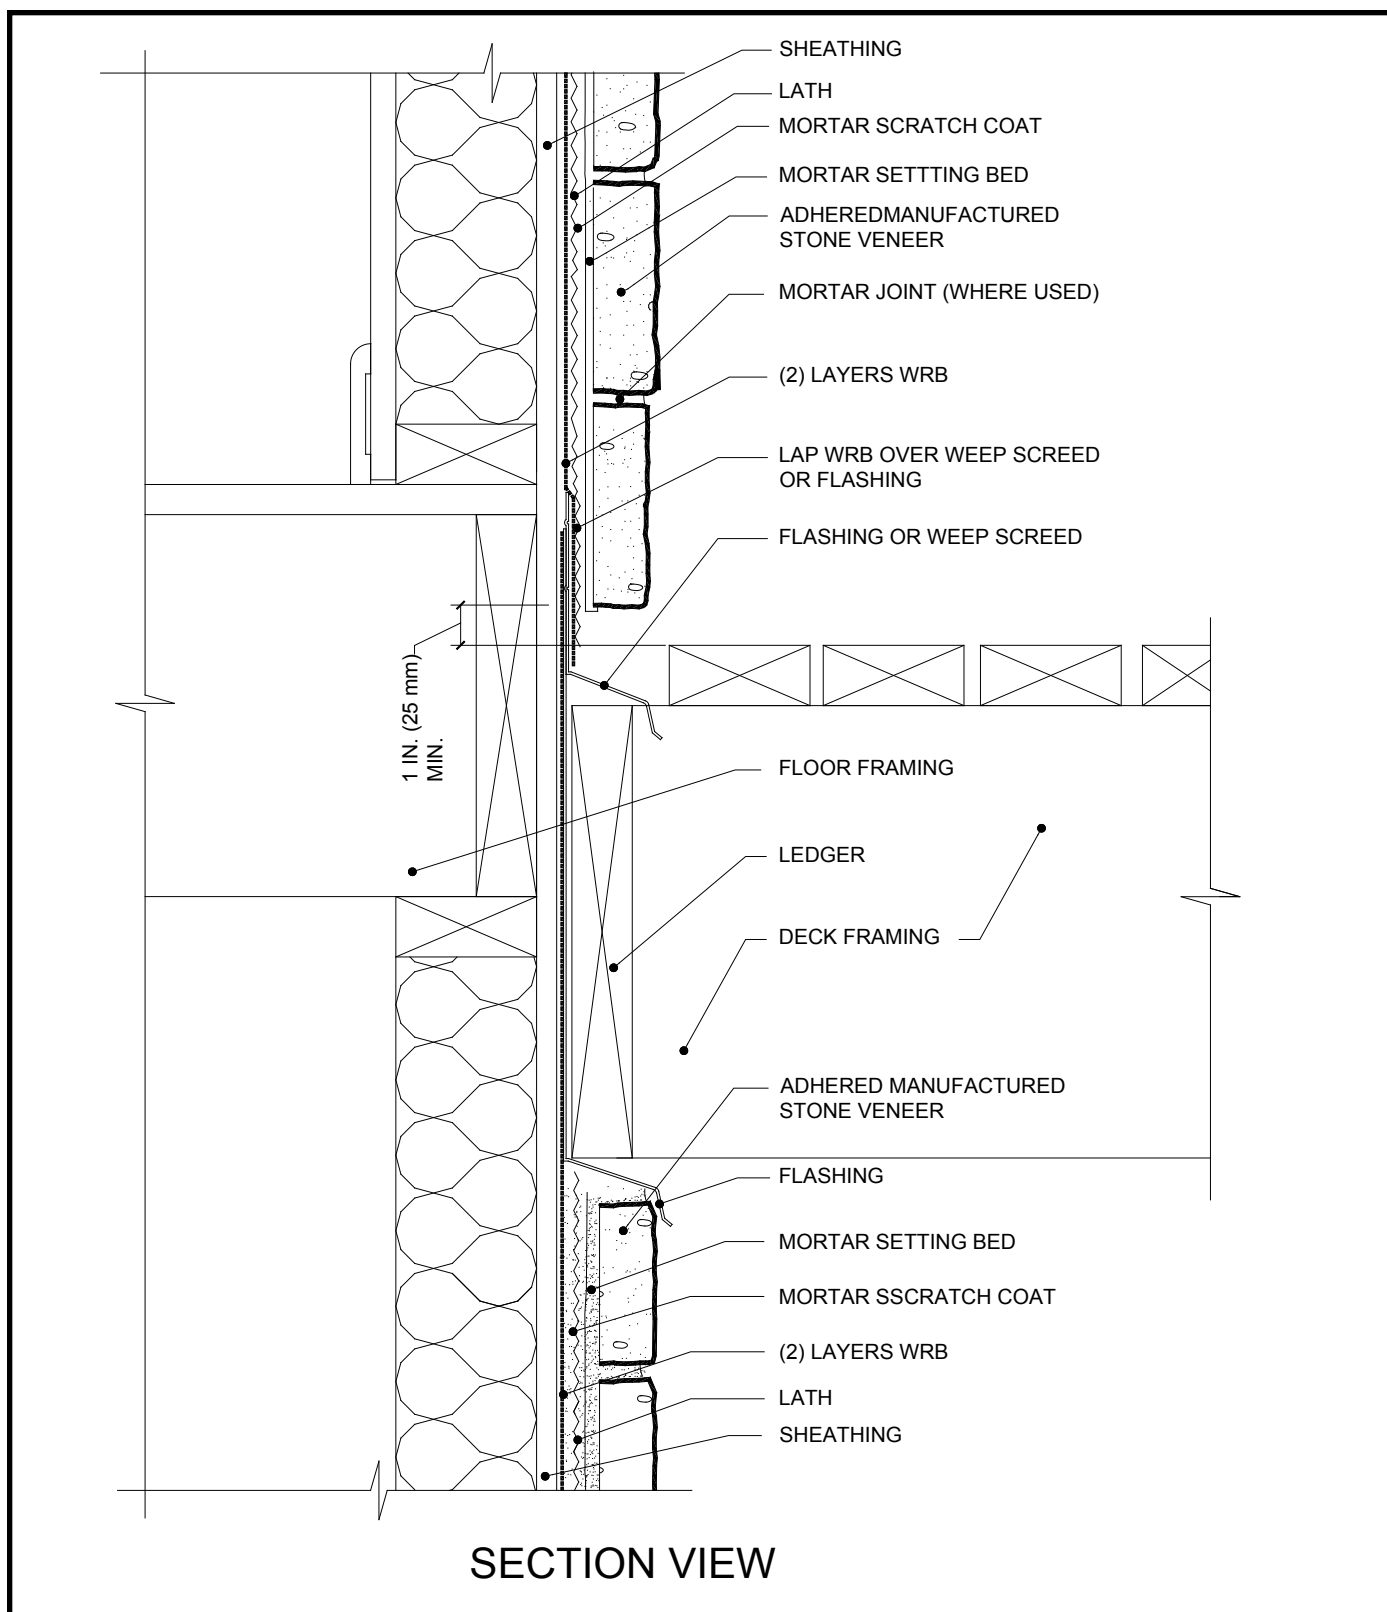 SHEATHING
LATH
MORTAR SCRATCH COAT
MORTAR SETTTING BED
ADHEREDMANUFACTURED
STONE VENEER
MORTAR JOINT (WHERE USED)
(2) LAYERS WRB
LAP WRB OVER WEEP SCREED
OR FLASHING
FLASHING OR WEEP SCREED
1 IN. (25 mm)
MIN.
FLOOR FRAMING
LEDGER
DECK FRAMING
ADHERED MANUFACTURED
STONE VENEER
FLASHING
MORTAR SETTING BED
MORTAR SSCRATCH COAT
(2) LAYERS WRB
LATH
SHEATHING
SECTION VIEW